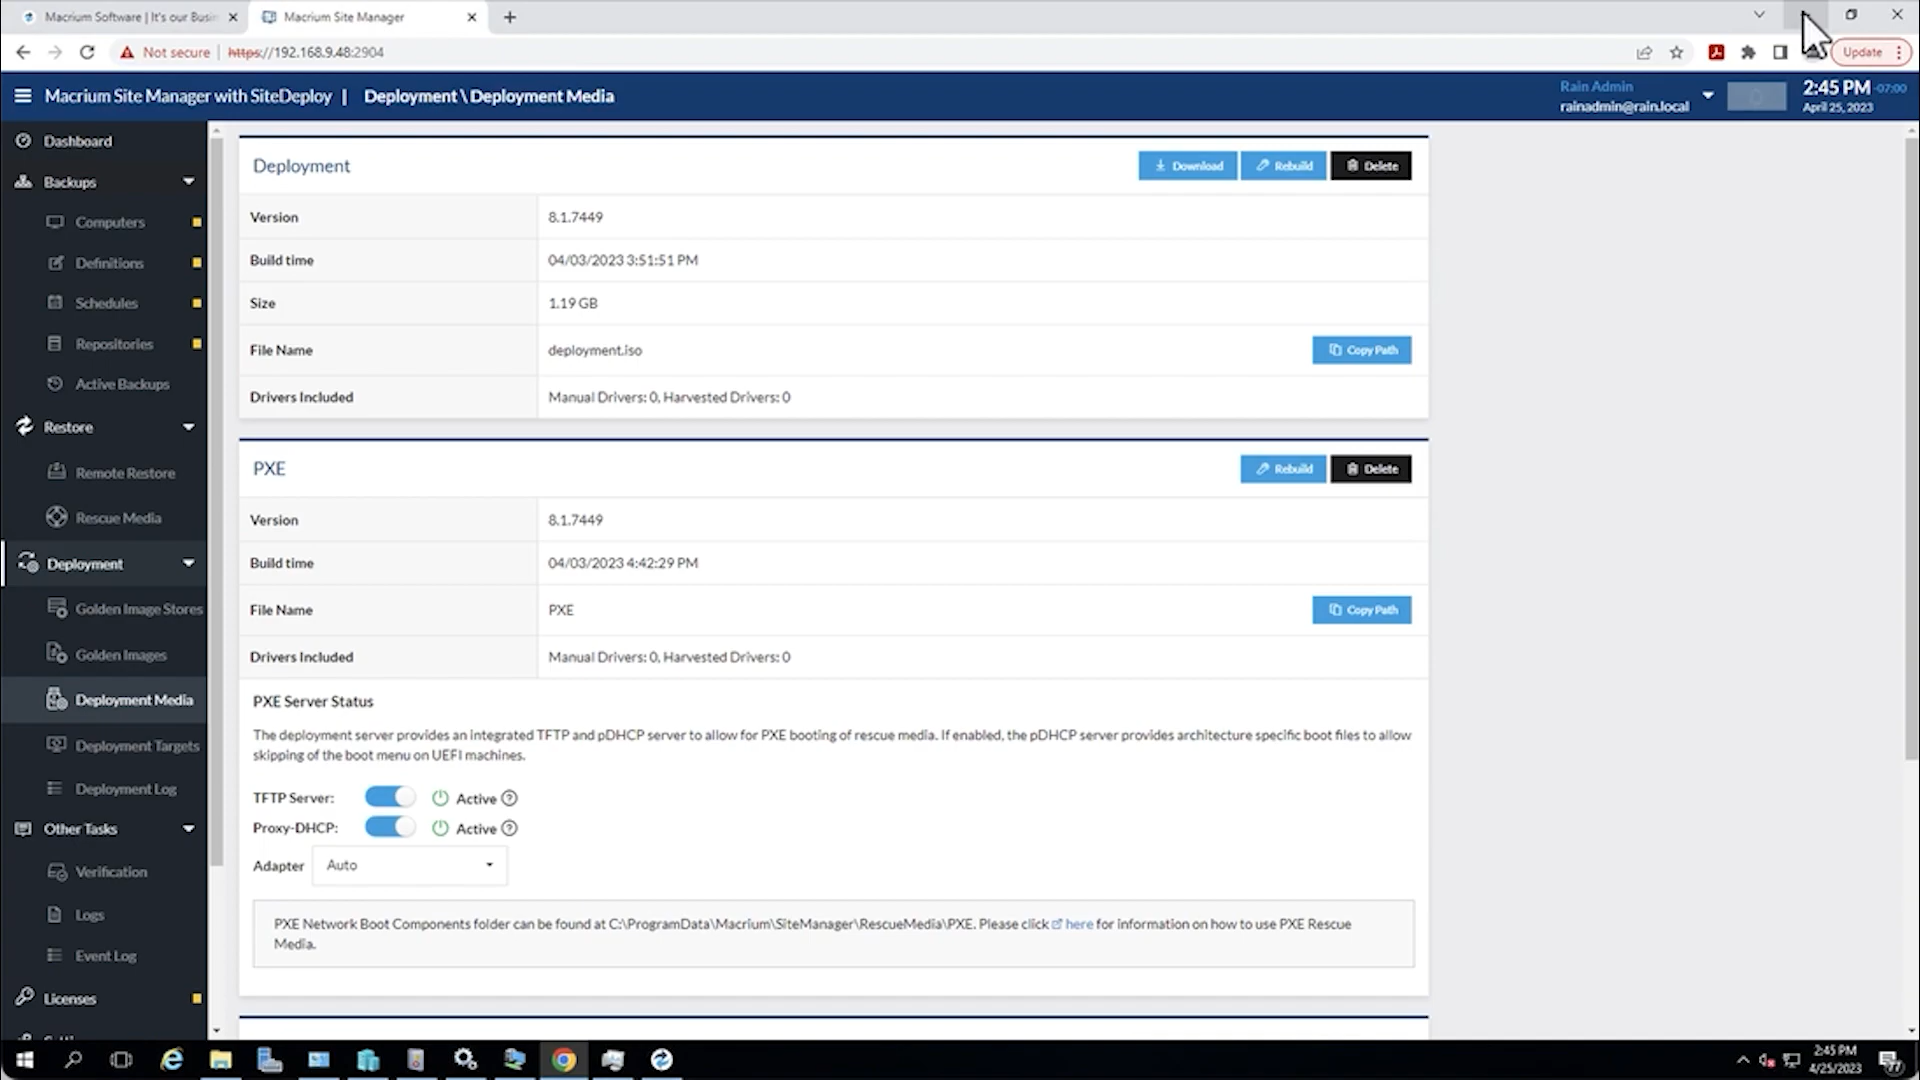 Macrium Software | It's our Busin
Macrium Site Manager
Not secure | https://192.168.9.48:2904
Update
Macrium Site Manager with SiteDeploy | Deployment \ Deployment Media
Rain Admin
rainadmin@rain.local
2:45 PM -07:00
April 25, 2023
Dashboard
Backups
Computers
Definitions
Schedules
Repositories
Active Backups
Restore
Remote Restore
Rescue Media
Deployment
Golden Image Stores
Golden Images
Deployment Media
Deployment Targets
Deployment Log
Other Tasks
Verification
Logs
Event Log
Licenses
Deployment
Download Rebuild Delete
Version 8.1.7449
Build time 04/03/2023 3:51:51 PM
Size 1.19 GB
File Name deployment.iso Copy Path
Drivers Included Manual Drivers: 0, Harvested Drivers: 0
PXE
Rebuild Delete
Version 8.1.7449
Build time 04/03/2023 4:42:29 PM
File Name PXE Copy Path
Drivers Included Manual Drivers: 0, Harvested Drivers: 0
PXE Server Status
The deployment server provides an integrated TFTP and pDHCP server to allow for PXE booting of rescue media. If enabled, the pDHCP server provides architecture specific boot files to allow
skipping of the boot menu on UEFI machines.
TFTP Server: Active
Proxy-DHCP: Active
Adapter Auto
PXE Network Boot Components folder can be found at C:\ProgramData\Macrium\SiteManager\RescueMedia\PXE. Please click here for information on how to use PXE Rescue
Media.
2:45 PM
4/25/2023